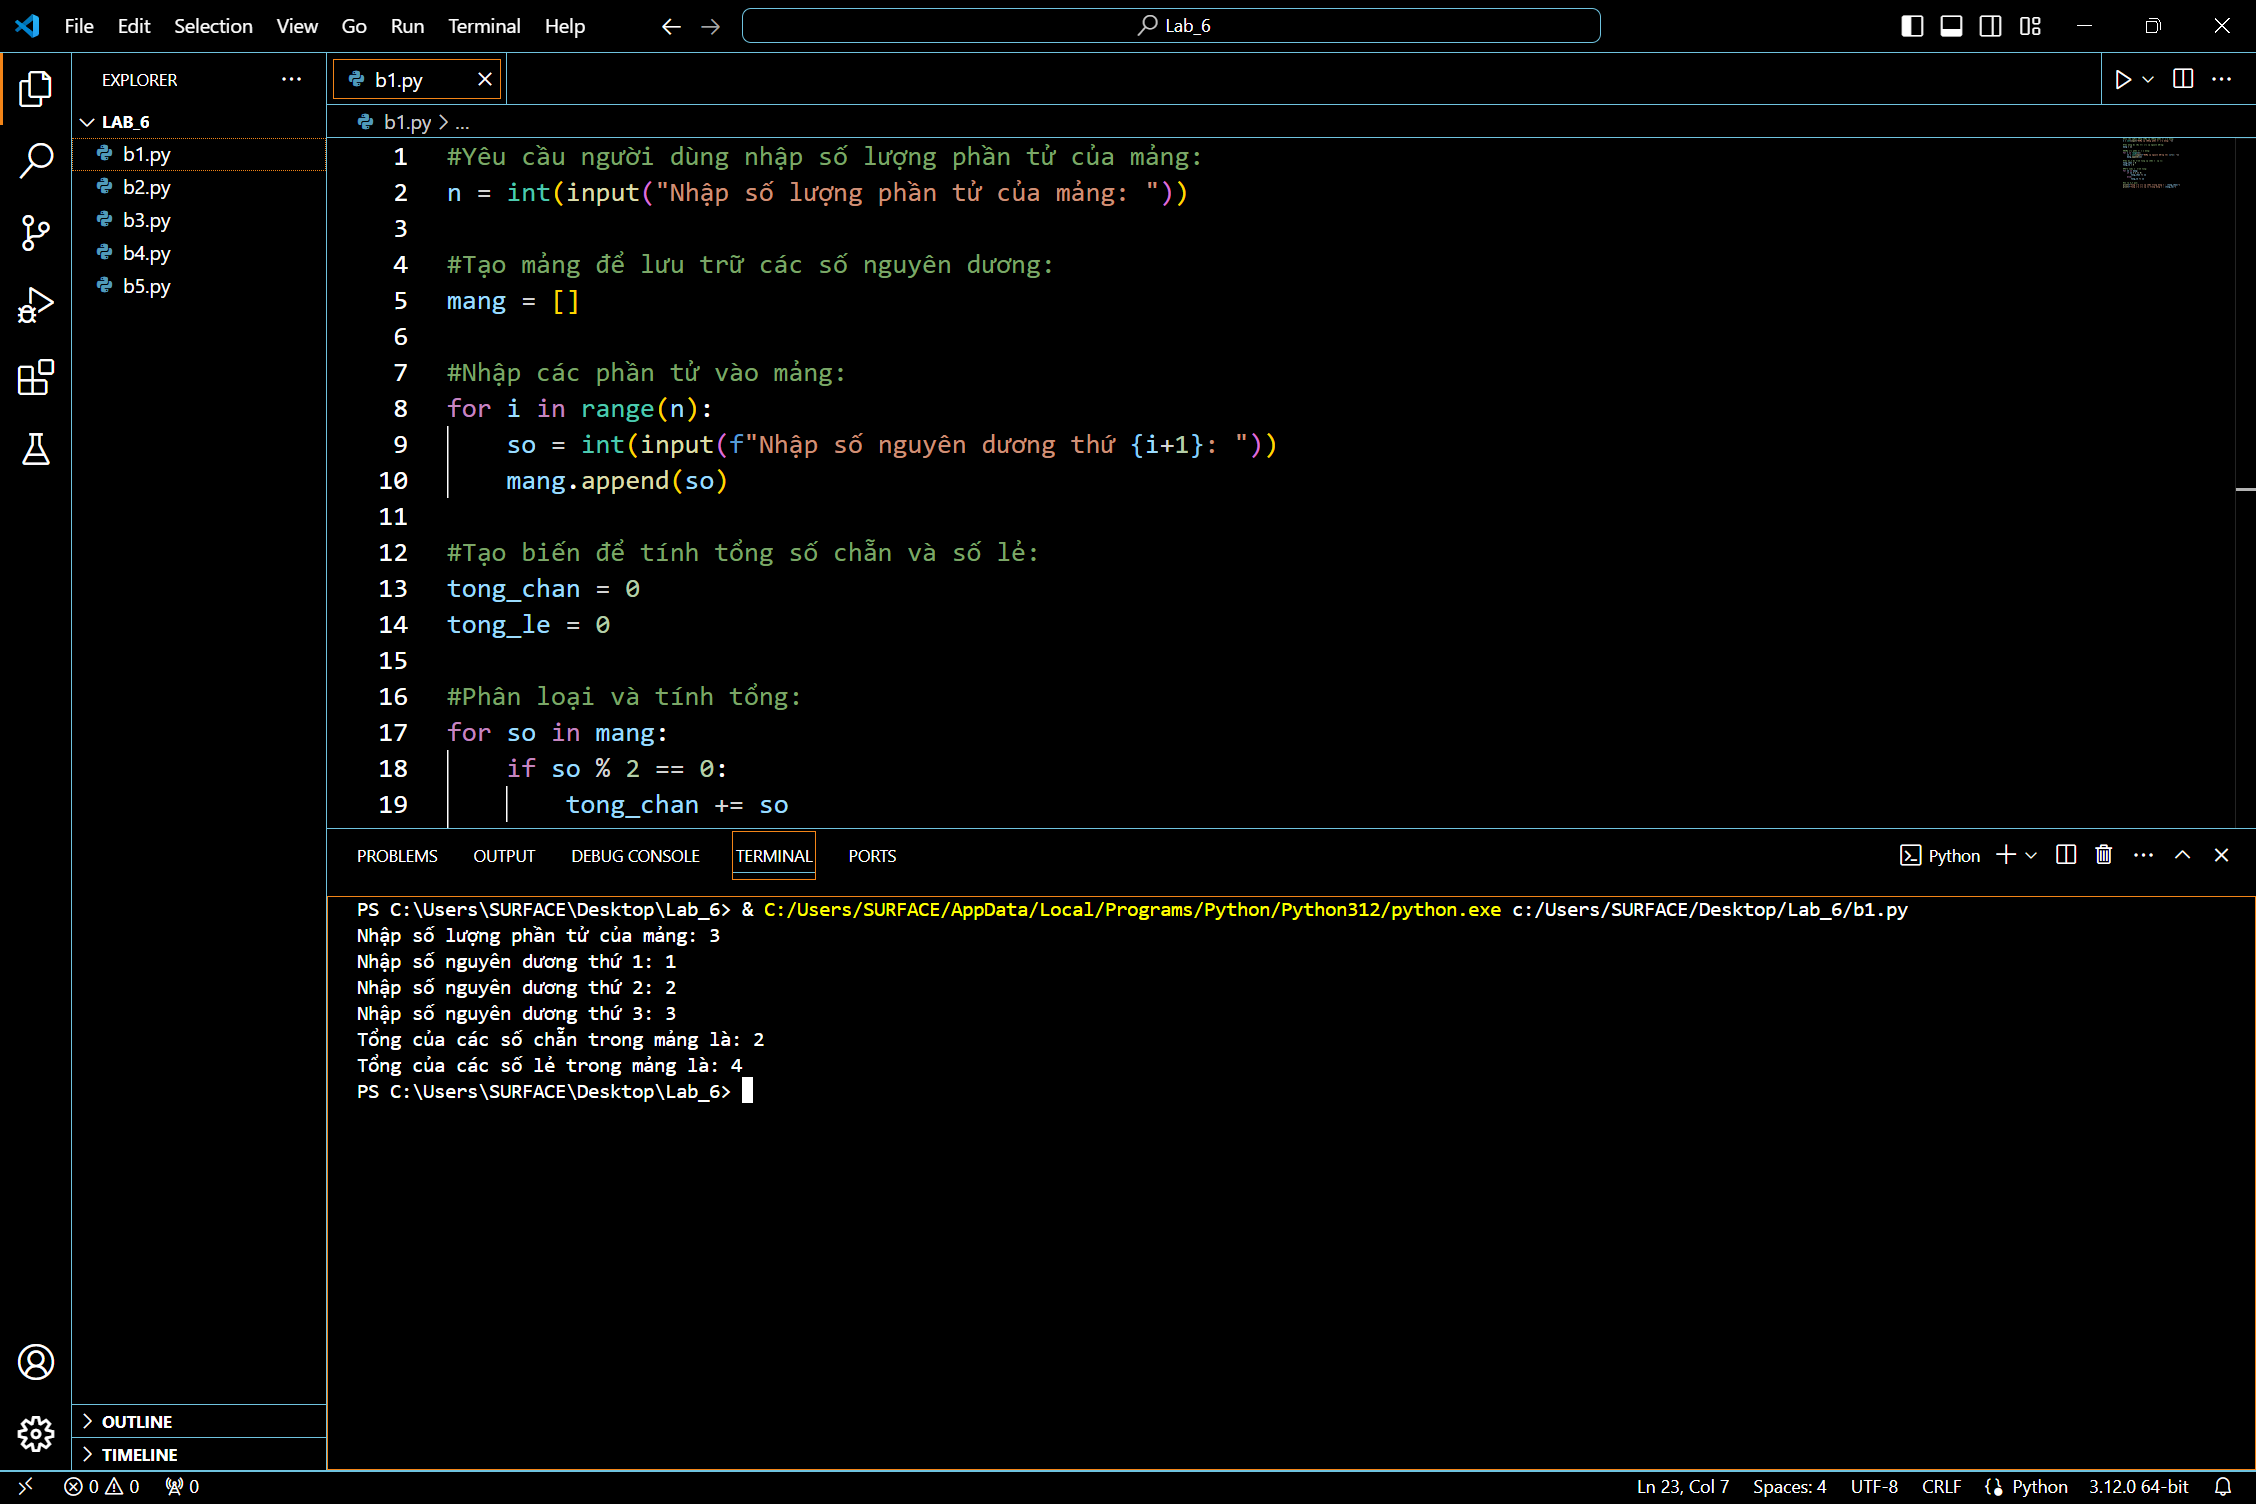 File Edit Selection View Go Run Terminal Help
Lab_6
EXPLORER
LAB_6
b1.py
b2.py
b3.py
b4.py
b5.py
OUTLINE
TIMELINE
b1.py
b1.py > ...
1 #Yêu cầu người dùng nhập số lượng phần tử của mảng:
2 n = int(input("Nhập số lượng phần tử của mảng: "))
3
4 #Tạo mảng để lưu trữ các số nguyên dương:
5 mang = []
6
7 #Nhập các phần tử vào mảng:
8 for i in range(n):
9 so = int(input(f"Nhập số nguyên dương thứ {i+1}: "))
10 mang.append(so)
11
12 #Tạo biến để tính tổng số chẵn và số lẻ:
13 tong_chan = 0
14 tong_le = 0
15
16 #Phân loại và tính tổng:
17 for so in mang:
18 if so % 2 == 0:
19 tong_chan += so
PROBLEMS OUTPUT DEBUG CONSOLE TERMINAL PORTS
Python
PS C:\Users\SURFACE\Desktop\Lab_6> & C:/Users/SURFACE/AppData/Local/Programs/Python/Python312/python.exe c:/Users/SURFACE/Desktop/Lab_6/b1.py
Nhập số lượng phần tử của mảng: 3
Nhập số nguyên dương thứ 1: 1
Nhập số nguyên dương thứ 2: 2
Nhập số nguyên dương thứ 3: 3
Tổng của các số chẵn trong mảng là: 2
Tổng của các số lẻ trong mảng là: 4
PS C:\Users\SURFACE\Desktop\Lab_6>
0 0 0
Ln 23, Col 7 Spaces: 4 UTF-8 CRLF Python 3.12.0 64-bit